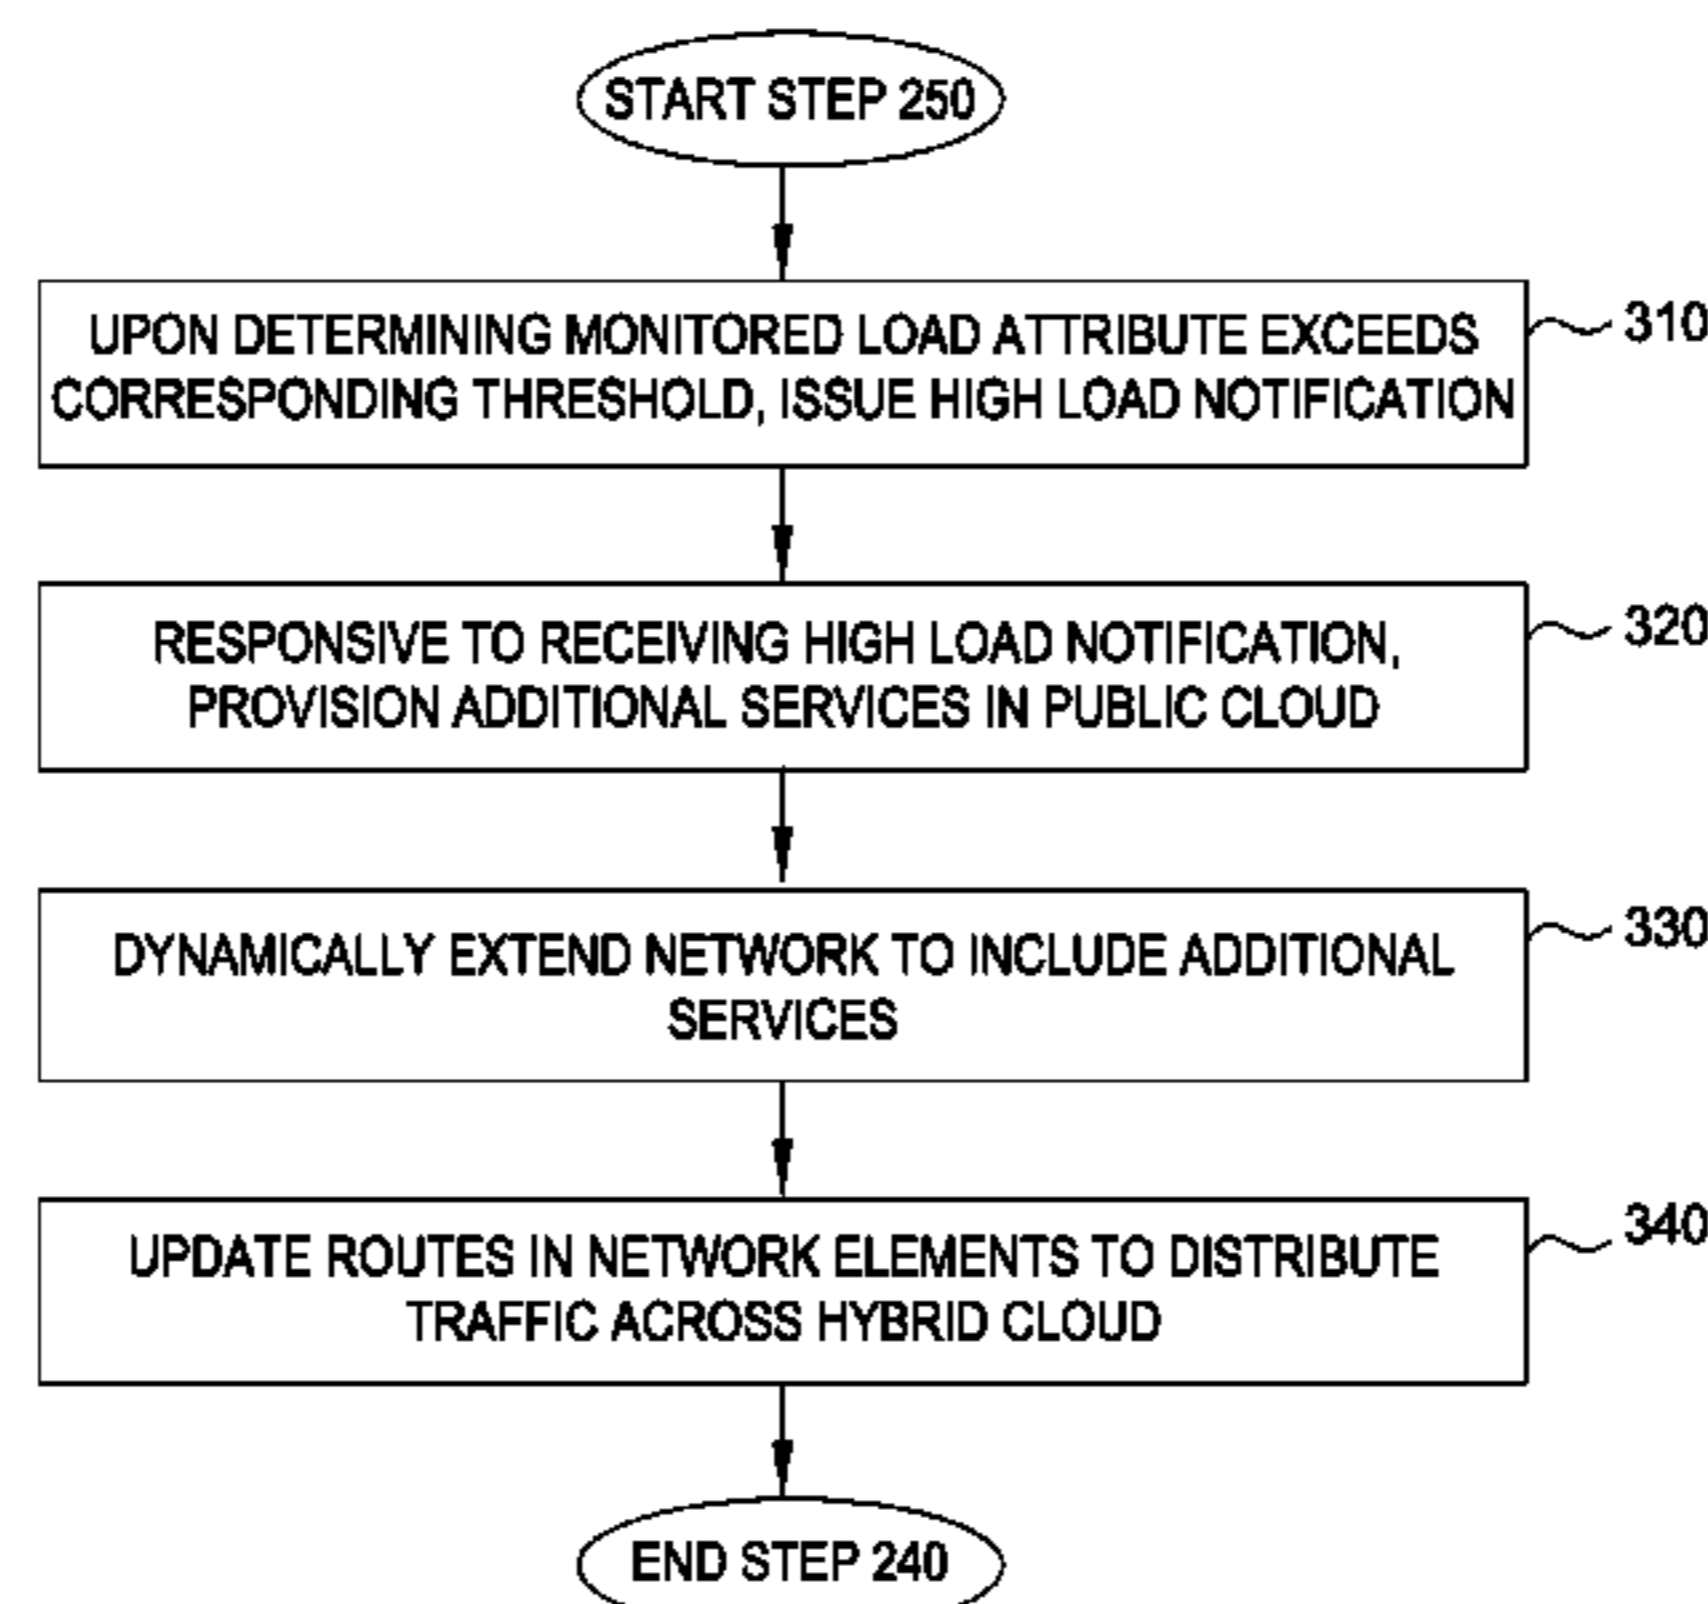 START STEP 250
UPON DETERMINING MONITORED LOAD ATTRIBUTE EXCEEDS
CORRESPONDING THRESHOLD, ISSUE HIGH LOAD NOTIFICATION
310
RESPONSIVE TO RECEIVING HIGH LOAD NOTIFICATION,
PROVISION ADDITIONAL SERVICES IN PUBLIC CLOUD
320
DYNAMICALLY EXTEND NETWORK TO INCLUDE ADDITIONAL
SERVICES
330
UPDATE ROUTES IN NETWORK ELEMENTS TO DISTRIBUTE
TRAFFIC ACROSS HYBRID CLOUD
340
END STEP 240